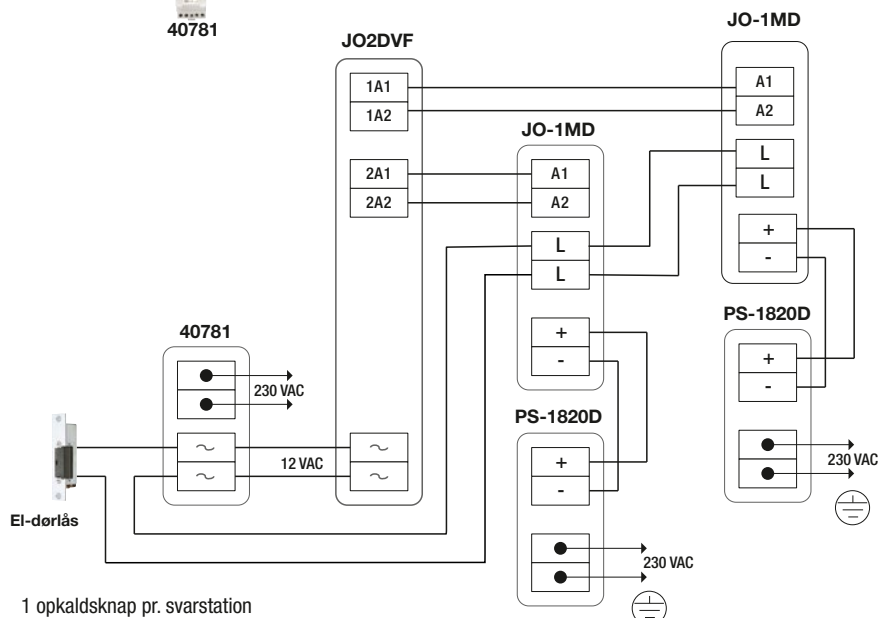 40781
JO2DVF
1A1
1A2
2A1
2A2
~
~
JO-1MD
A1
A2
L
L
+
-
JO-1MD
A1
A2
L
L
+
-
40781
230 VAC
~
~
12 VAC
El-dørlås
PS-1820D
+
-
230 VAC
PS-1820D
+
-
230 VAC
1 opkaldsknap pr. svarstation